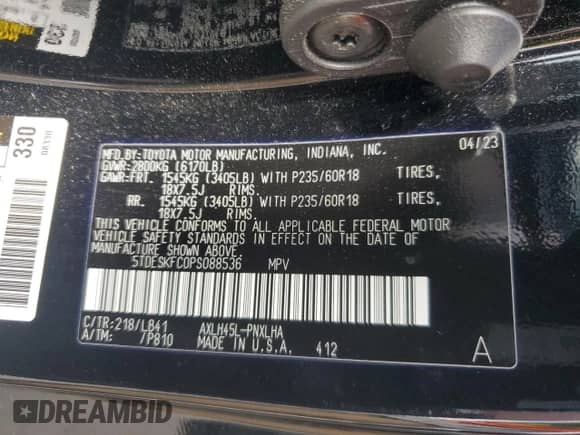 330
08330
MFD.BY:TOYOTA MOTOR MANUFACTURING, INDIANA, INC. 04/23
GVWR:2800KG (6170LB)
GAWR:FRT. 1545KG (3405LB) WITH P235/60R18 TIRES,
18X7.5J RIMS.
RR. 1545KG (3405LB) WITH P235/60R18 TIRES,
18X7.5J RIMS.
THIS VEHICLE CONFORMS TO ALL APPLICABLE FEDERAL MOTOR
VEHICLE SAFETY STANDARDS IN EFFECT ON THE DATE OF
MANUFACTURE SHOWN ABOVE.
5TDESKFC0PS088536 MPV
C/TR:218/LB41 AXLH45L-PNXLHA
A/TM: /P810 MADE IN U.S.A. 412 A
DREAMBID